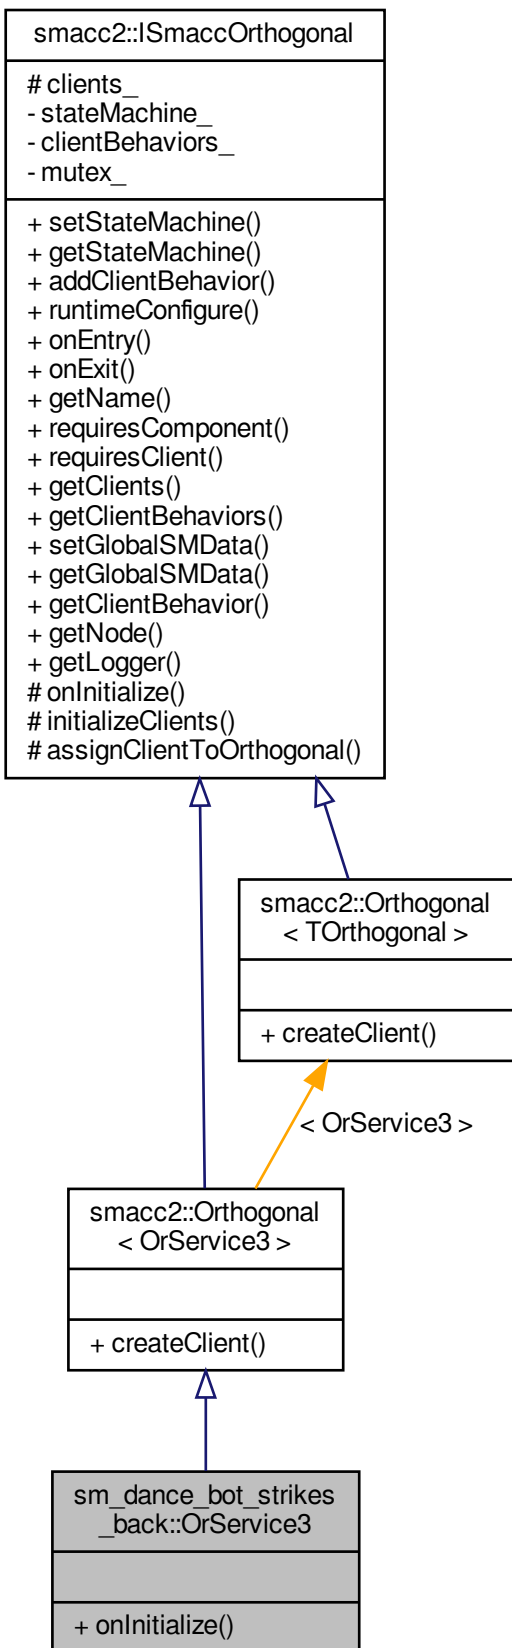 smacc2::ISmaccOrthogonal
# clients_
- stateMachine_
- clientBehaviors_
- mutex_
+ setStateMachine()
+ getStateMachine()
+ addClientBehavior()
+ runtimeConfigure()
+ onEntry()
+ onExit()
+ getName()
+ requiresComponent()
+ requiresClient()
+ getClients()
+ getClientBehaviors()
+ setGlobalSMData()
+ getGlobalSMData()
+ getClientBehavior()
+ getNode()
+ getLogger()
# onInitialize()
# initializeClients()
# assignClientToOrthogonal()
smacc2::Orthogonal
< TOrthogonal >
+ createClient()
< OrService3 >
smacc2::Orthogonal
< OrService3 >
+ createClient()
sm_dance_bot_strikes
_back::OrService3
+ onInitialize()